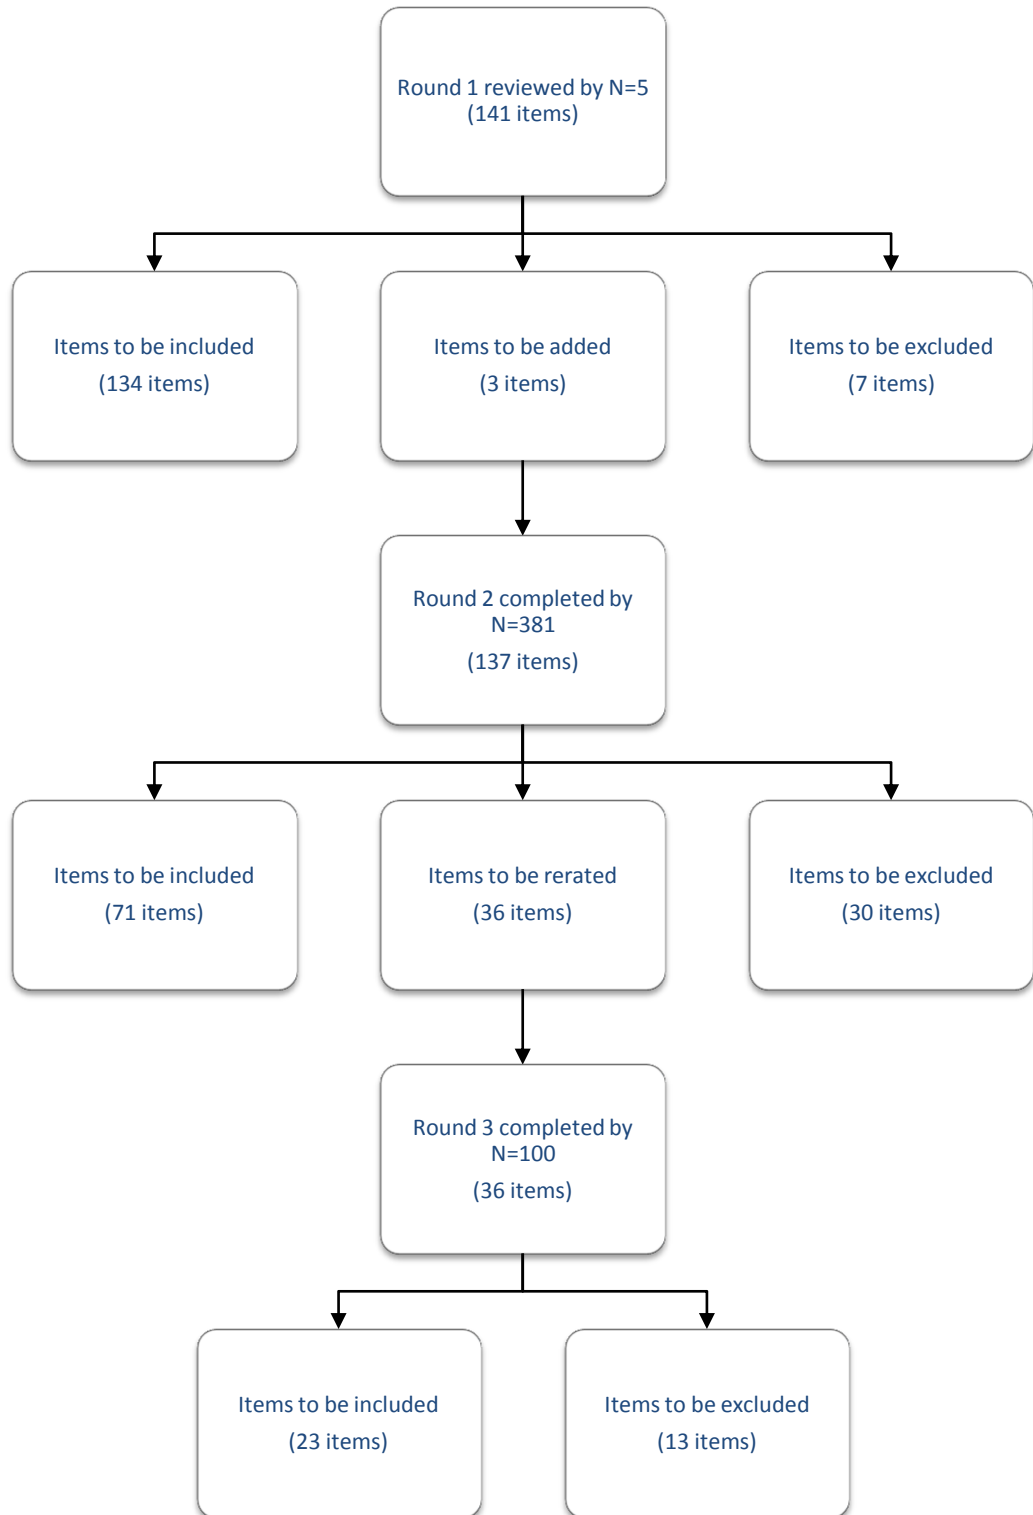 Round 1 reviewed by N=5
(141 items)
Items to be included
(134 items)
Items to be added
(3 items)
Items to be excluded
(7 items)
Round 2 completed by
N=381
(137 items)
Items to be included
(71 items)
Items to be rerated
(36 items)
Items to be excluded
(30 items)
Round 3 completed by
N=100
(36 items)
Items to be included
(23 items)
Items to be excluded
(13 items)